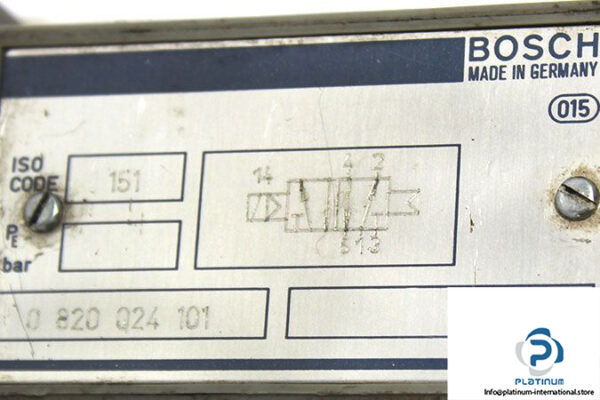 BOSCH
MADE IN GERMANY
015
ISO
CODE
151
14
4 2
5 1 3
PE
bar
0 820 024 101
PLATINUM
Info@platinum-international.store